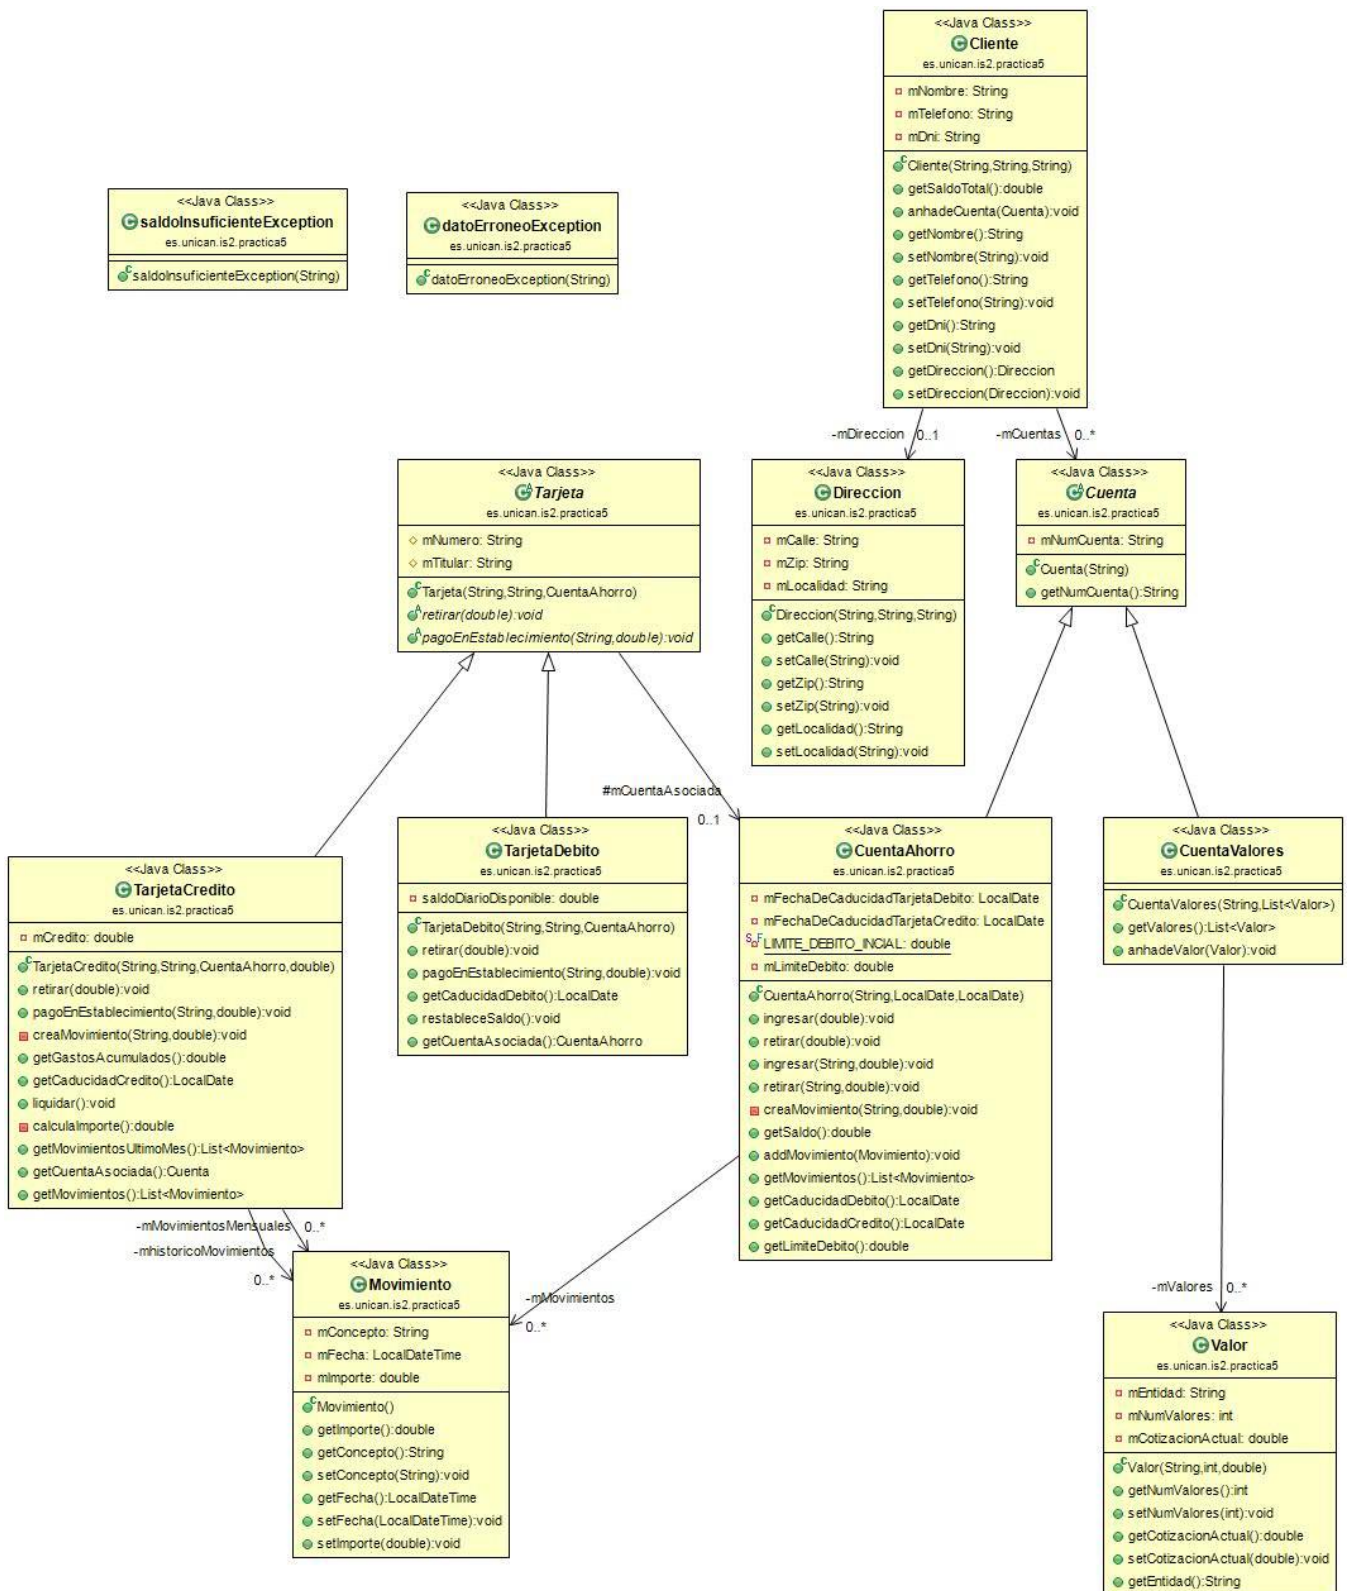 <<Java Class>>
Cliente
es.unican.is2.practica5
mNombre: String
mTelefono: String
mDni: String
Cliente(String,String,String)
getSaldoTotal():double
anhadeCuenta(Cuenta):void
getNombre():String
setNombre(String):void
getTelefono():String
setTelefono(String):void
getDni():String
setDni(String):void
getDireccion():Direccion
setDireccion(Direccion):void
<<Java Class>>
saldoInsuficienteException
es.unican.is2.practica5
saldoInsuficienteException(String)
<<Java Class>>
datoErroneoException
es.unican.is2.practica5
datoErroneoException(String)
-mDireccion 0..1
-mCuentas 0..*
<<Java Class>>
Tarjeta
es.unican.is2.practica5
mNumero: String
mTitular: String
Tarjeta(String,String,CuentaAhorro)
retirar(double):void
pagoEnEstablecimiento(String,double):void
<<Java Class>>
Direccion
es.unican.is2.practica5
mCalle: String
mZip: String
mLocalidad: String
Direccion(String,String,String)
getCalle():String
setCalle(String):void
getZip():String
setZip(String):void
getLocalidad():String
setLocalidad(String):void
<<Java Class>>
Cuenta
es.unican.is2.practica5
mNumCuenta: String
Cuenta(String)
getNumCuenta():String
#mCuentaAsociada
0..1
<<Java Class>>
TarjetaCredito
es.unican.is2.practica5
mCredito: double
TarjetaCredito(String,String,CuentaAhorro,double)
retirar(double):void
pagoEnEstablecimiento(String,double):void
creaMovimiento(String,double):void
getGastosAcumulados():double
getCaducidadCredito():LocalDate
liquidar():void
calculaImporte():double
getMovimientosUltimoMes():List<Movimiento>
getCuentaAsociada():Cuenta
getMovimientos():List<Movimiento>
<<Java Class>>
TarjetaDebito
es.unican.is2.practica5
saldoDiarioDisponible: double
TarjetaDebito(String,String,CuentaAhorro)
retirar(double):void
pagoEnEstablecimiento(String,double):void
getCaducidadDebito():LocalDate
restableceSaldo():void
getCuentaAsociada():CuentaAhorro
<<Java Class>>
CuentaAhorro
es.unican.is2.practica5
mFechaDeCaducidadTarjetaDebito: LocalDate
mFechaDeCaducidadTarjetaCredito: LocalDate
LIMITE_DEBITO_INCIAL: double
mLimiteDebito: double
CuentaAhorro(String,LocalDate,LocalDate)
ingresar(double):void
retirar(double):void
ingresar(String,double):void
retirar(String,double):void
creaMovimiento(String,double):void
getSaldo():double
addMovimiento(Movimiento):void
getMovimientos():List<Movimiento>
getCaducidadDebito():LocalDate
getCaducidadCredito():LocalDate
getLimiteDebito():double
<<Java Class>>
CuentaValores
es.unican.is2.practica5
CuentaValores(String,List<Valor>)
getValores():List<Valor>
anhadeValor(Valor):void
-mMovimientosMensuales 0..*
-mhistoricoMovimientos
0..*
-mMovimientos
0..*
-mValores 0..*
<<Java Class>>
Movimiento
es.unican.is2.practica5
mConcepto: String
mFecha: LocalDateTime
mImporte: double
Movimiento()
getImporte():double
getConcepto():String
setConcepto(String):void
getFecha():LocalDateTime
setFecha(LocalDateTime):void
setImporte(double):void
<<Java Class>>
Valor
es.unican.is2.practica5
mEntidad: String
mNumValores: int
mCotizacionActual: double
Valor(String,int,double)
getNumValores():int
setNumValores(int):void
getCotizacionActual():double
setCotizacionActual(double):void
getEntidad():String